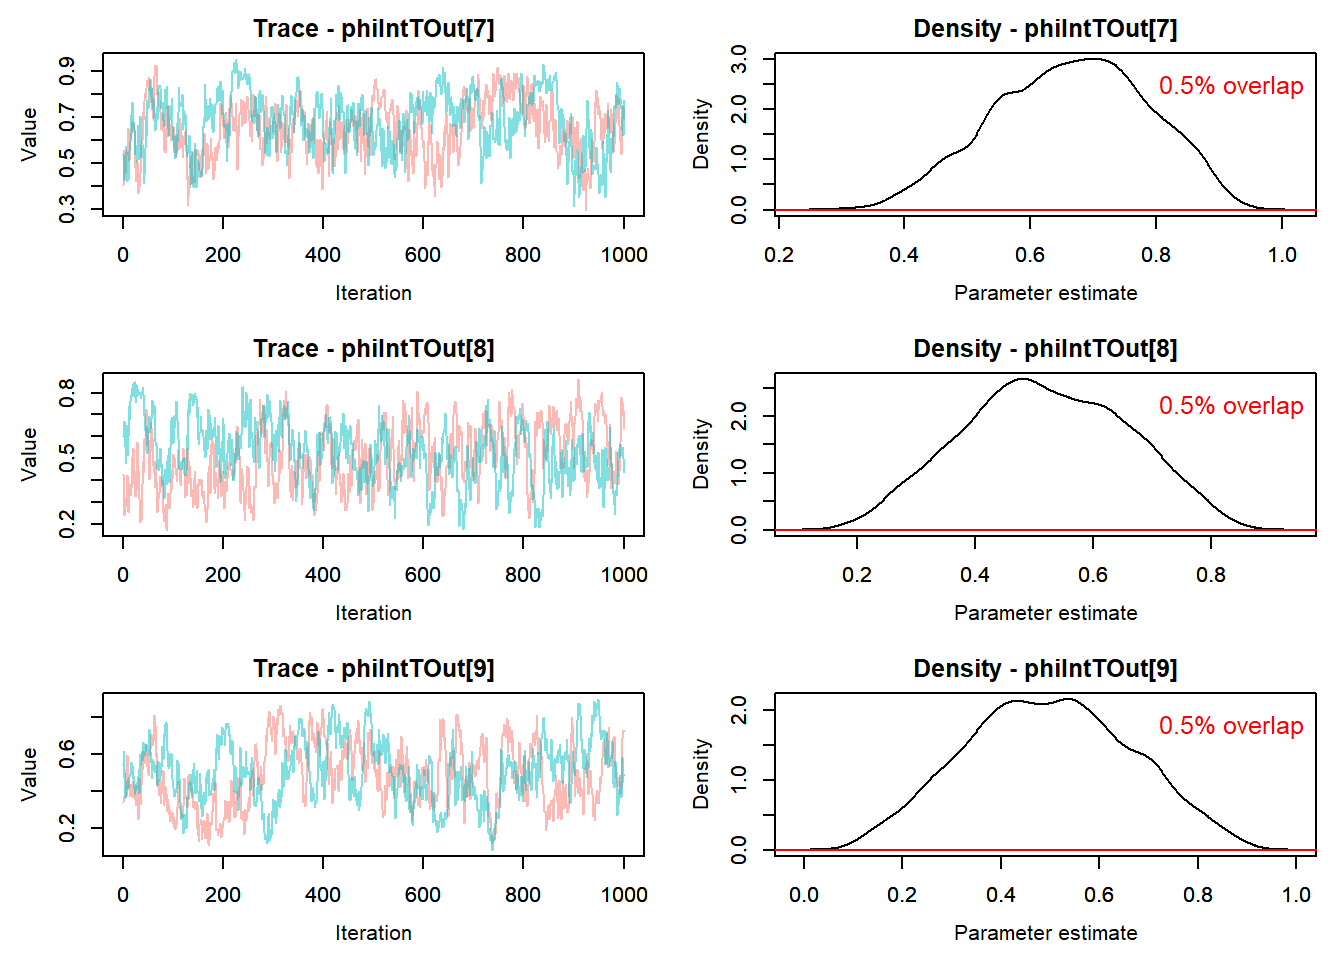 Trace - phiIntTOut[7]
Value
0.3 0.5 0.7 0.9
0 200 400 600 800 1000
Iteration
Density - phiIntTOut[7]
0.5% overlap
Density
0.0 1.0 2.0 3.0
0.2 0.4 0.6 0.8 1.0
Parameter estimate
Trace - phiIntTOut[8]
Value
0.2 0.5 0.8
0 200 400 600 800 1000
Iteration
Density - phiIntTOut[8]
0.5% overlap
Density
0.0 1.0 2.0
0.2 0.4 0.6 0.8
Parameter estimate
Trace - phiIntTOut[9]
Value
0.2 0.6
0 200 400 600 800 1000
Iteration
Density - phiIntTOut[9]
0.5% overlap
Density
0.0 1.0 2.0
0.0 0.2 0.4 0.6 0.8 1.0
Parameter estimate